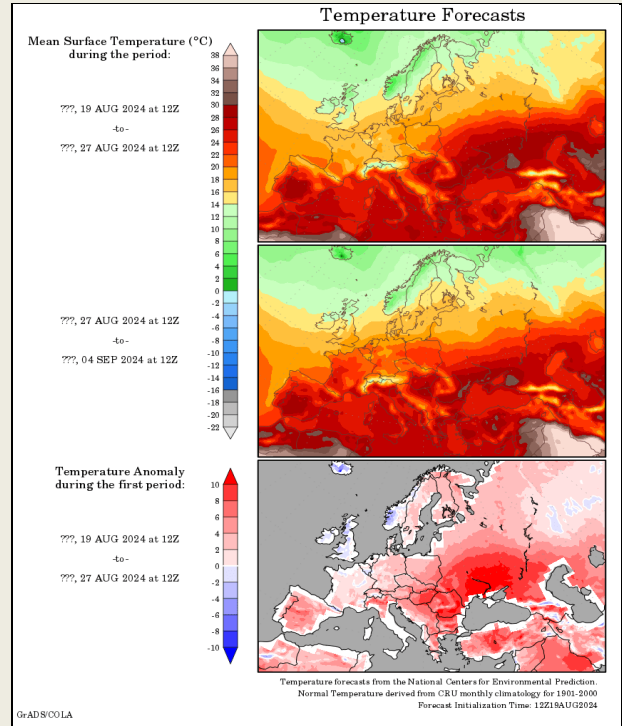 Temperature Forecasts
Mean Surface Temperature (°C)
during the period:
???, 19 AUG 2024 at 12Z
-to-
???, 27 AUG 2024 at 12Z
38
36
34
32
30
28
26
24
22
20
18
16
14
12
10
8
6
4
2
0
-2
-4
-6
-8
-10
-12
-14
-16
-18
-20
-22
???, 27 AUG 2024 at 12Z
-to-
???, 04 SEP 2024 at 12Z
Temperature Anomaly
during the first period:
???, 19 AUG 2024 at 12Z
-to-
???, 27 AUG 2024 at 12Z
10
8
6
4
2
0
-2
-4
-6
-8
-10
Temperature forecasts from the National Centers for Environmental Prediction.
Normal Temperature derived from CRU monthly climatology for 1901-2000
Forecast Initialization Time: 12Z19AUG2024
GrADS/COLA